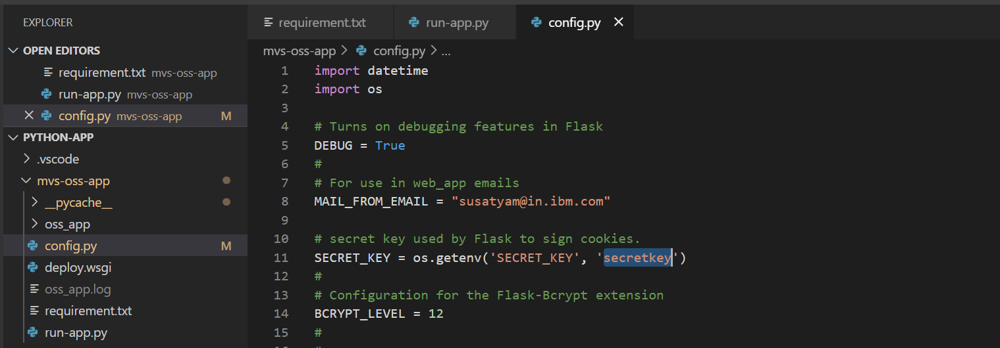 EXPLORER
OPEN EDITORS
requirement.txt mvs-oss-app
run-app.py mvs-oss-app
config.py mvs-oss-app M
PYTHON-APP
.vscode
mvs-oss-app
__pycache__
oss_app
config.py M
deploy.wsgi
oss_app.log
requirement.txt
run-app.py
requirement.txt run-app.py config.py
mvs-oss-app > config.py > ...
1 import datetime
2 import os
3
4 # Turns on debugging features in Flask
5 DEBUG = True
6 #
7 # For use in web_app emails
8 MAIL_FROM_EMAIL = "susatyam@in.ibm.com"
9
10 # secret key used by Flask to sign cookies.
11 SECRET_KEY = os.getenv('SECRET_KEY', 'secretkey')
12 #
13 # Configuration for the Flask-Bcrypt extension
14 BCRYPT_LEVEL = 12
15 #